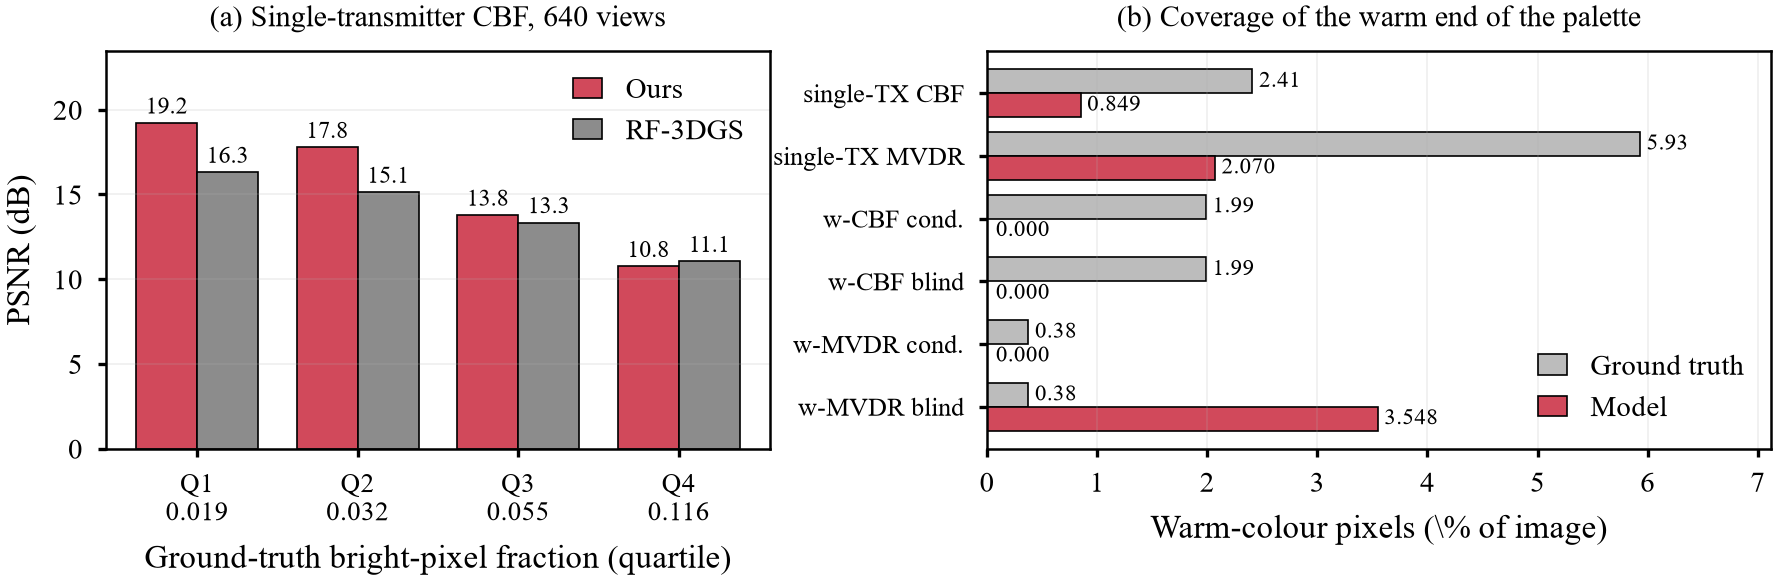 (a) Single-transmitter CBF, 640 views
PSNR (dB)
20
15
10
5
0
19.2
16.3
17.8
15.1
13.8
13.3
10.8
11.1
Ours
RF-3DGS
Q1
0.019
Q2
0.032
Q3
0.055
Q4
0.116
Ground-truth bright-pixel fraction (quartile)
(b) Coverage of the warm end of the palette
single-TX CBF
2.41
0.849
single-TX MVDR
5.93
2.070
w-CBF cond.
1.99
0.000
w-CBF blind
1.99
0.000
w-MVDR cond.
0.38
0.000
w-MVDR blind
0.38
3.548
Ground truth
Model
0 1 2 3 4 5 6 7
Warm-colour pixels (\% of image)